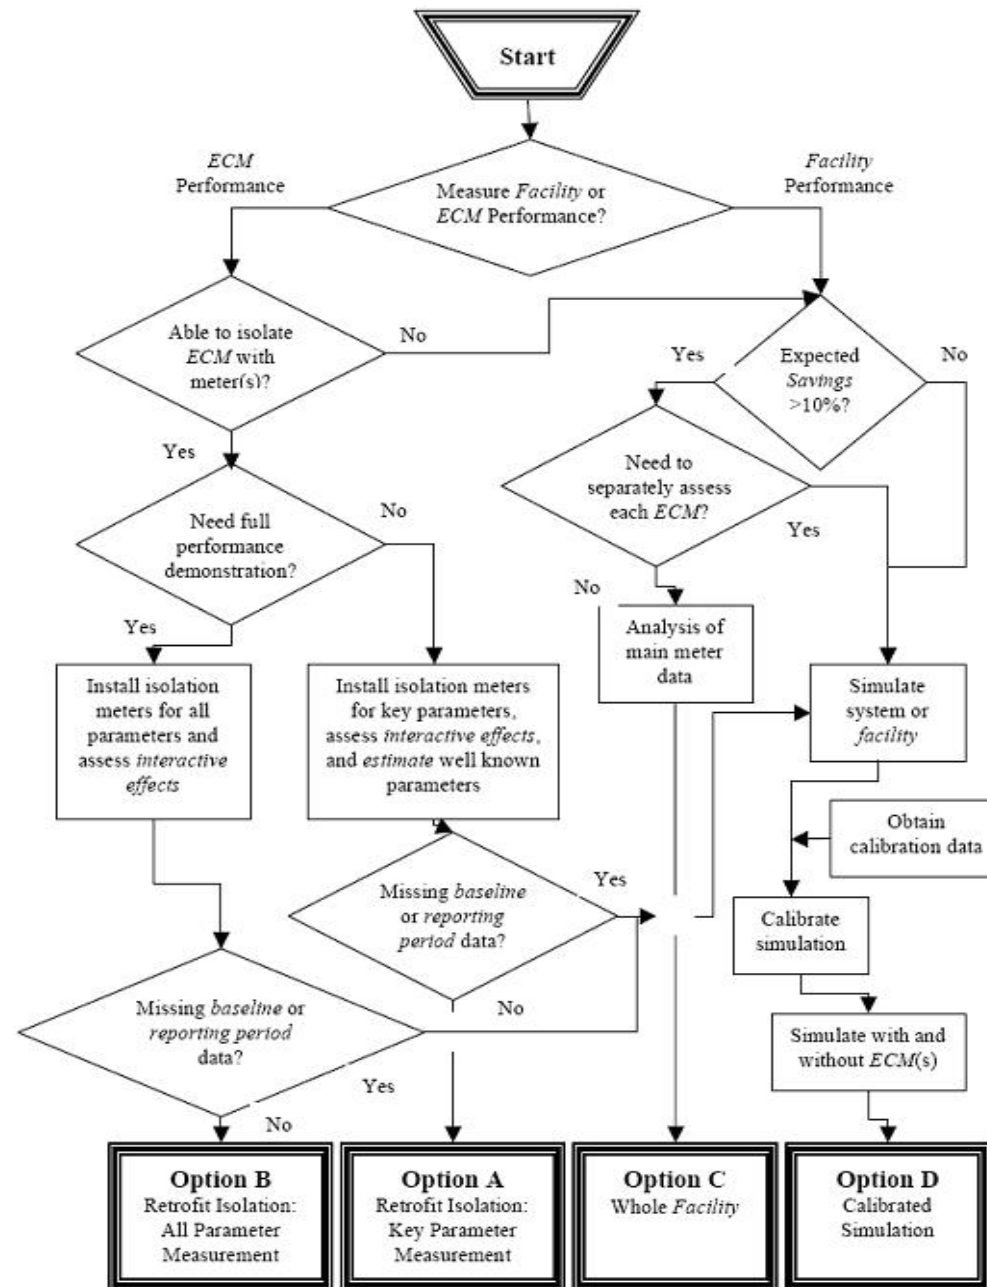 Start
ECM
Performance
Facility
Performance
Measure Facility or
ECM Performance?
Able to isolate
ECM with
meter(s)?
No
Yes
Expected
Savings
>10%?
No
Yes
Need to
separately assess
each ECM?
Yes
No
Need full
performance
demonstration?
No
Yes
Analysis of
main meter
data
Install isolation
meters for all
parameters and
assess interactive
effects
Install isolation meters
for key parameters,
assess interactive effects,
and estimate well known
parameters
Simulate
system or
facility
Obtain
calibration data
Missing baseline
or reporting
period data?
Yes
No
Calibrate
simulation
Missing baseline or
reporting period
data?
Yes
No
Simulate with and
without ECM(s)
Option B
Retrofit Isolation:
All Parameter
Measurement
Option A
Retrofit Isolation:
Key Parameter
Measurement
Option C
Whole Facility
Option D
Calibrated
Simulation